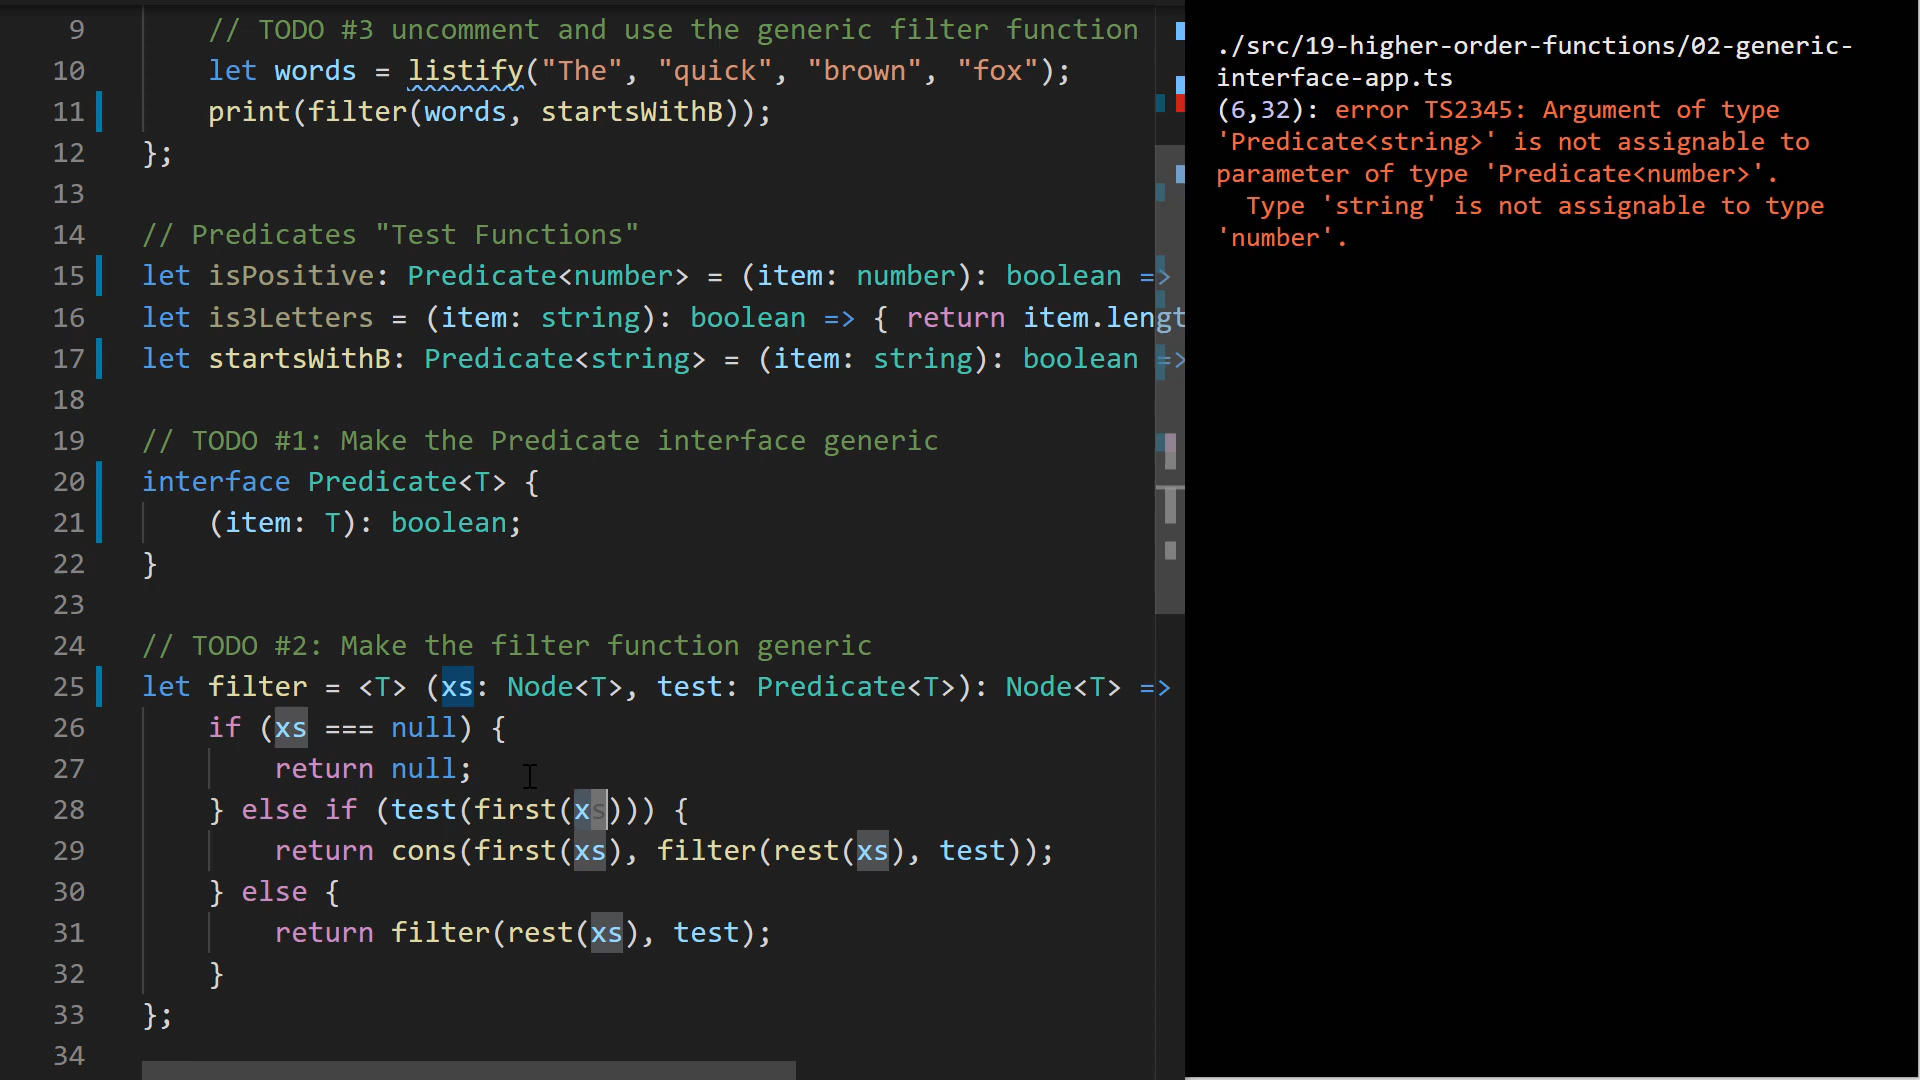 9 // TODO #3 uncomment and use the generic filter function
10 let words = listify("The", "quick", "brown", "fox");
11 print(filter(words, startsWithB));
12 };
13
14 // Predicates "Test Functions"
15 let isPositive: Predicate<number> = (item: number): boolean =>
16 let is3Letters = (item: string): boolean => { return item.lengt
17 let startsWithB: Predicate<string> = (item: string): boolean =>
18
19 // TODO #1: Make the Predicate interface generic
20 interface Predicate<T> {
21 (item: T): boolean;
22 }
23
24 // TODO #2: Make the filter function generic
25 let filter = <T> (xs: Node<T>, test: Predicate<T>): Node<T> =>
26 if (xs === null) {
27 return null;
28 } else if (test(first(xs))) {
29 return cons(first(xs), filter(rest(xs), test));
30 } else {
31 return filter(rest(xs), test);
32 }
33 };
34
./src/19-higher-order-functions/02-generic-
interface-app.ts
(6,32): error TS2345: Argument of type
'Predicate<string>' is not assignable to
parameter of type 'Predicate<number>'.
Type 'string' is not assignable to type
'number'.